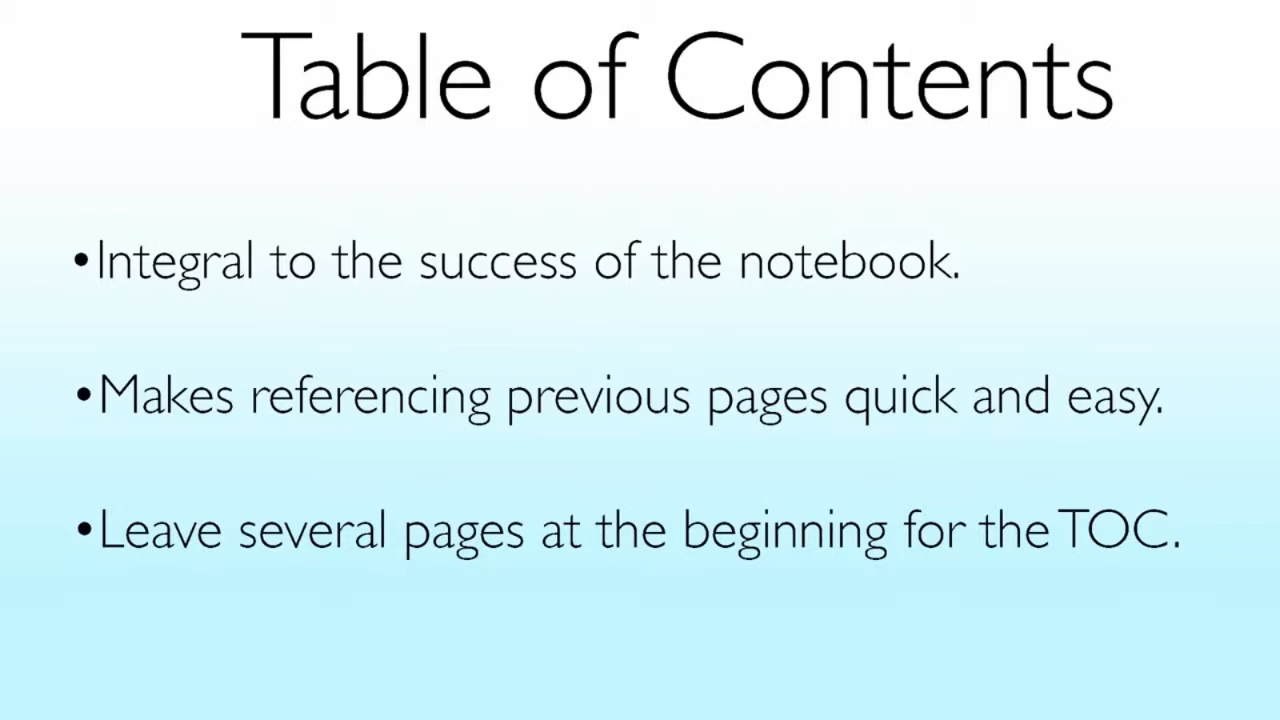 Table of Contents
•Integral to the success of the notebook.
•Makes referencing previous pages quick and easy.
•Leave several pages at the beginning for the TOC.